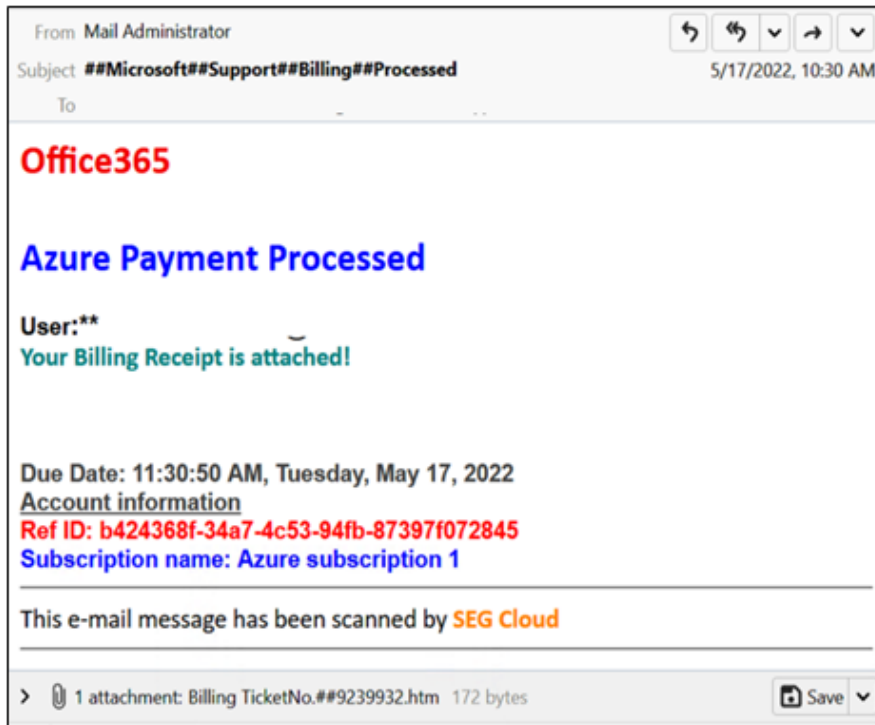 From Mail Administrator
Subject ##Microsoft##Support##Billing##Processed 5/17/2022, 10:30 AM
To
Office365
Azure Payment Processed
User:**
Your Billing Receipt is attached!
Due Date: 11:30:50 AM, Tuesday, May 17, 2022
Account information
Ref ID: b424368f-34a7-4c53-94fb-87397f072845
Subscription name: Azure subscription 1
This e-mail message has been scanned by SEG Cloud
1 attachment: Billing TicketNo.##9239932.htm 172 bytes Save